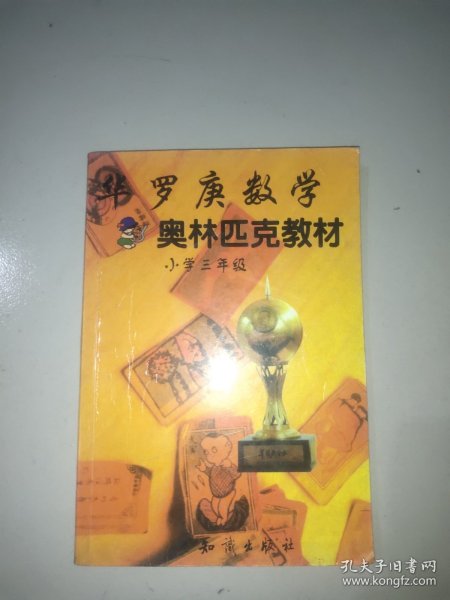 华罗庚数学
奥林匹克教材
小学三年级
知识出版社
孔夫子旧书网
www.kongfz.com